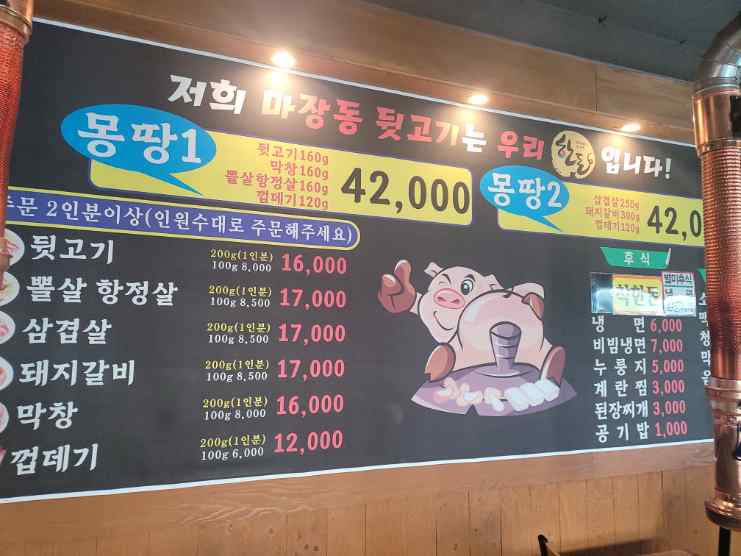 저희 마장동 뒷고기는 우리 한돈 입니다!
몽땅1
뒷고기160g
막창160g
뽈살항정살160g
껍데기120g
42,000
몽땅2
삼겹살250g
돼지갈비300g
껍데기120g
42,0
주문 2인분이상(인원수대로 주문해주세요)
뒷고기 200g(1인분) 100g 8,000 16,000
뽈살 항정살 200g(1인분) 100g 8,500 17,000
삼겹살 200g(1인분) 100g 8,500 17,000
돼지갈비 200g(1인분) 100g 8,500 17,000
막창 200g(1인분) 100g 8,000 16,000
껍데기 200g(1인분) 100g 6,000 12,000
후식
냉면 6,000
비빔냉면 7,000
누룽지 5,000
계란찜 3,000
된장찌개 3,000
공기밥 1,000